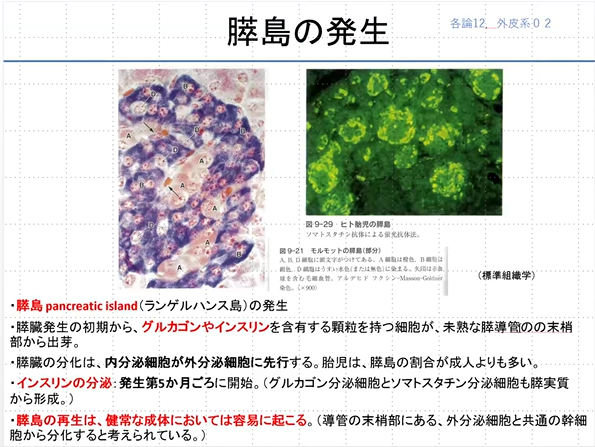 各論12, 外皮系０２
膵島の発生
図9-29 ヒト胎児の膵島
ソマトスタチン抗体による蛍光抗体法。
図9-21 モルモットの膵島(部分)
A, B, D 細胞に頭文字がつけてある。A 細胞は橙色，B 細胞は
銀色，D 細胞はうすい水色(または無色)に染まる。矢印は赤血
球を含む毛細血管。アルデヒド フクシン-Masson-Goldner
染色。(×900)
(標準組織学)
・膵島 pancreatic island(ランゲルハンス島)の発生
・膵臓発生の初期から、グルカゴンやインスリンを含有する顆粒を持つ細胞が、未熟な膵導管のの末梢
部から出芽。
・膵臓の分化は、内分泌細胞が外分泌細胞に先行する。胎児は、膵島の割合が成人よりも多い。
・インスリンの分泌: 発生第5か月ごろに開始。(グルカゴン分泌細胞とソマトスタチン分泌細胞も膵実質
から形成。)
・膵島の再生は、健常な成体においては容易に起こる。(導管の末梢部にある、外分泌細胞と共通の幹細
胞から分化すると考えられている。)